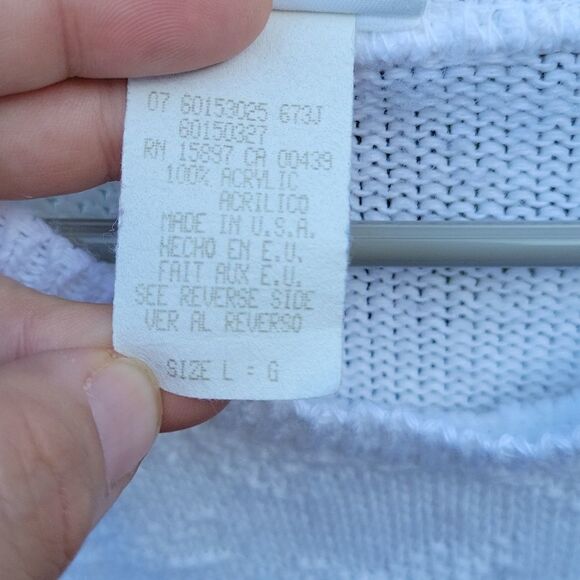 07 60153025 673J
60150327
RN 15897 CA 00439
100% ACRYLIC
ACRILICO
MADE IN U.S.A.
HECHO EN E.U.
FAIT AUX E.U.
SEE REVERSE SIDE
VER AL REVERSO
SIZE L = G